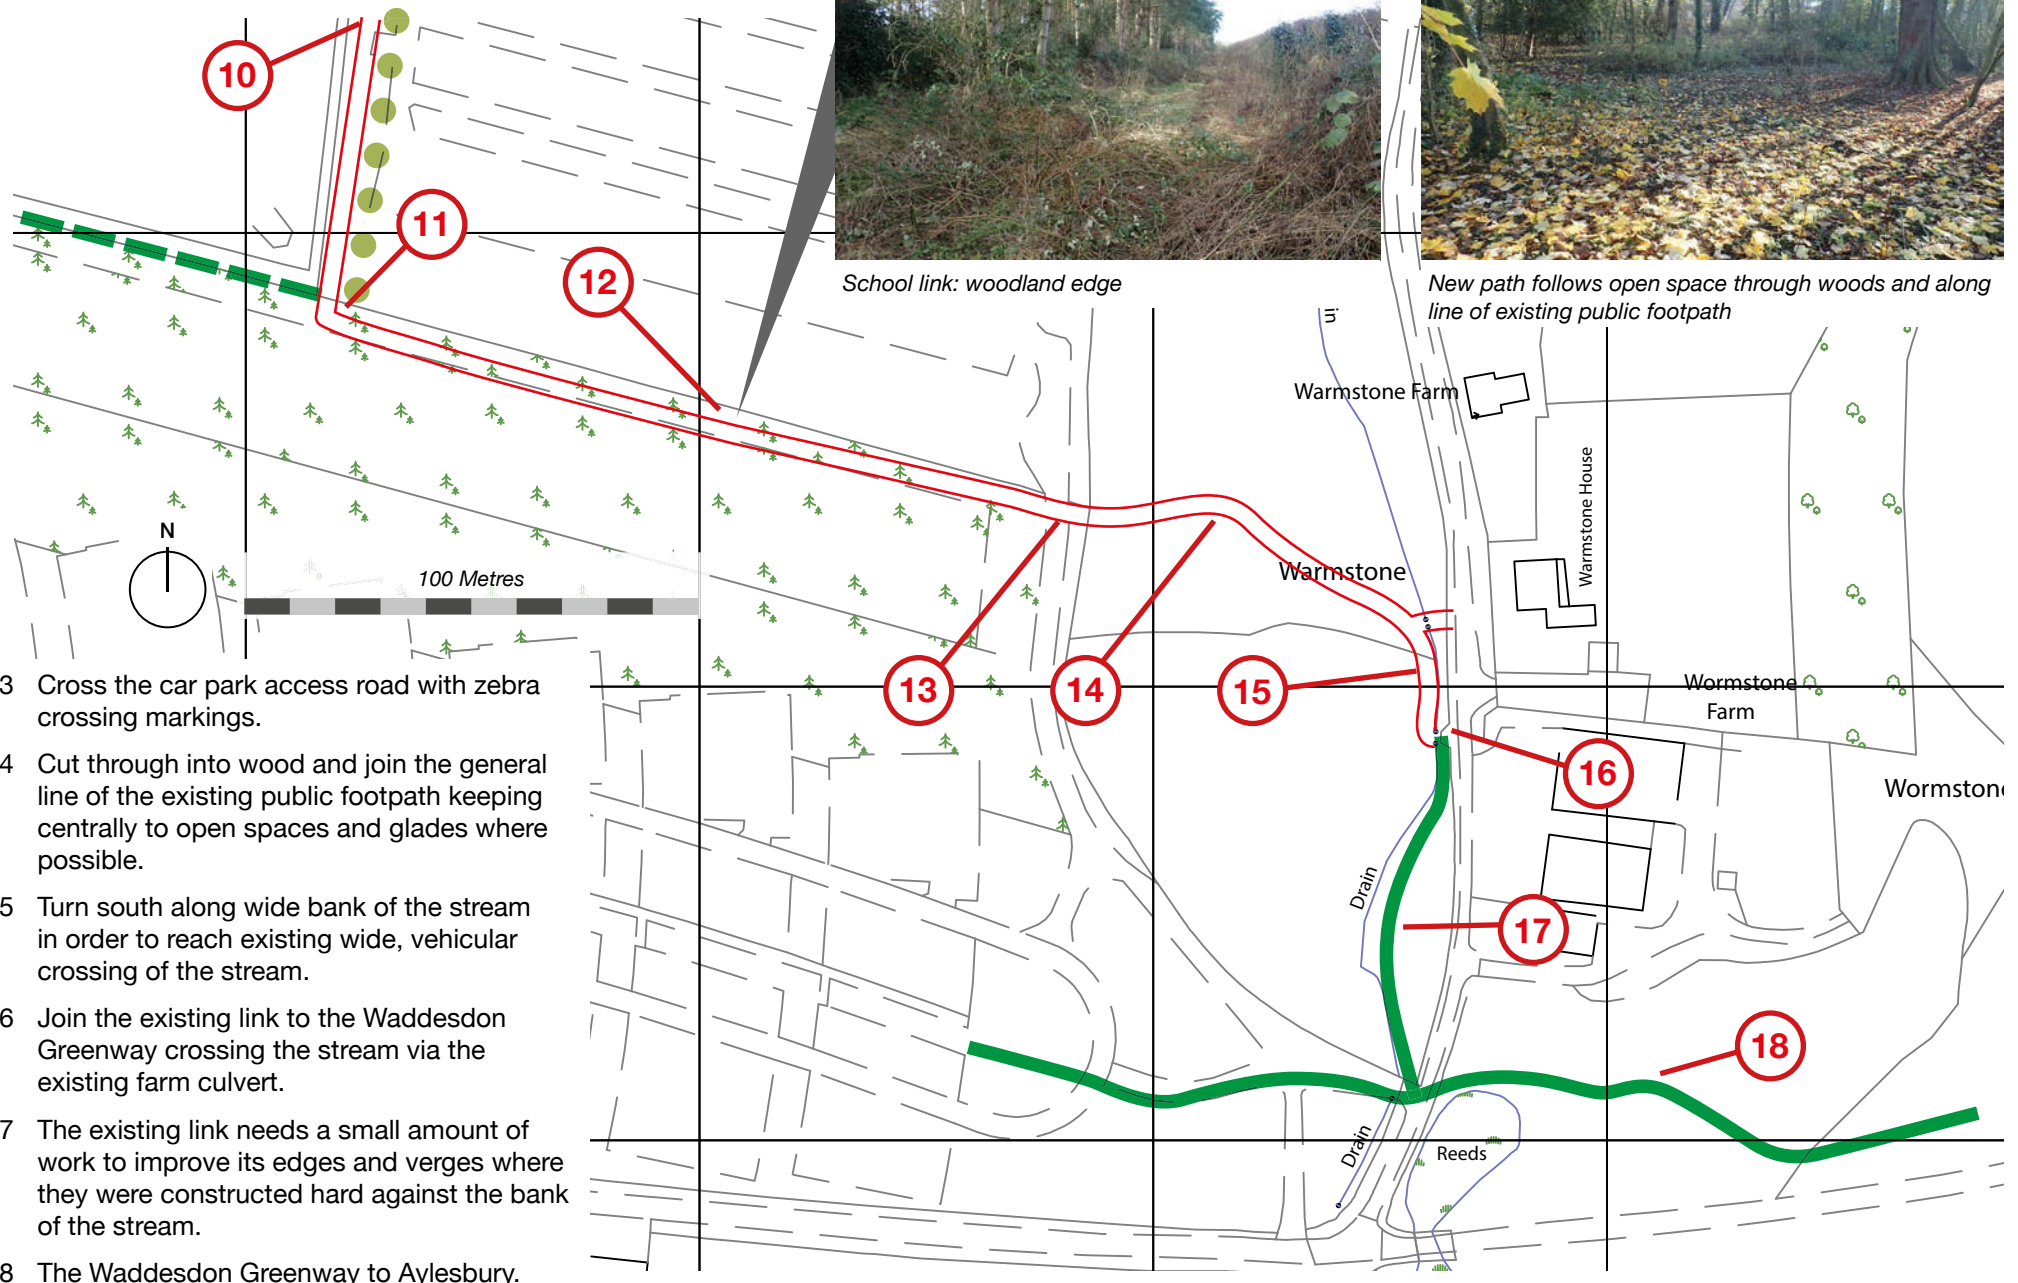 10
11
12
School link: woodland edge
New path follows open space through woods and along
line of existing public footpath
in
Warmstone Farm
Warmstone House
N
100 Metres
Warmstone
13
14
15
Wormstone
Farm
16
Wormstone
Drain
17
18
Drain
Reeds
3 Cross the car park access road with zebra
crossing markings.
4 Cut through into wood and join the general
line of the existing public footpath keeping
centrally to open spaces and glades where
possible.
5 Turn south along wide bank of the stream
in order to reach existing wide, vehicular
crossing of the stream.
6 Join the existing link to the Waddesdon
Greenway crossing the stream via the
existing farm culvert.
7 The existing link needs a small amount of
work to improve its edges and verges where
they were constructed hard against the bank
of the stream.
8 The Waddesdon Greenway to Aylesbury.